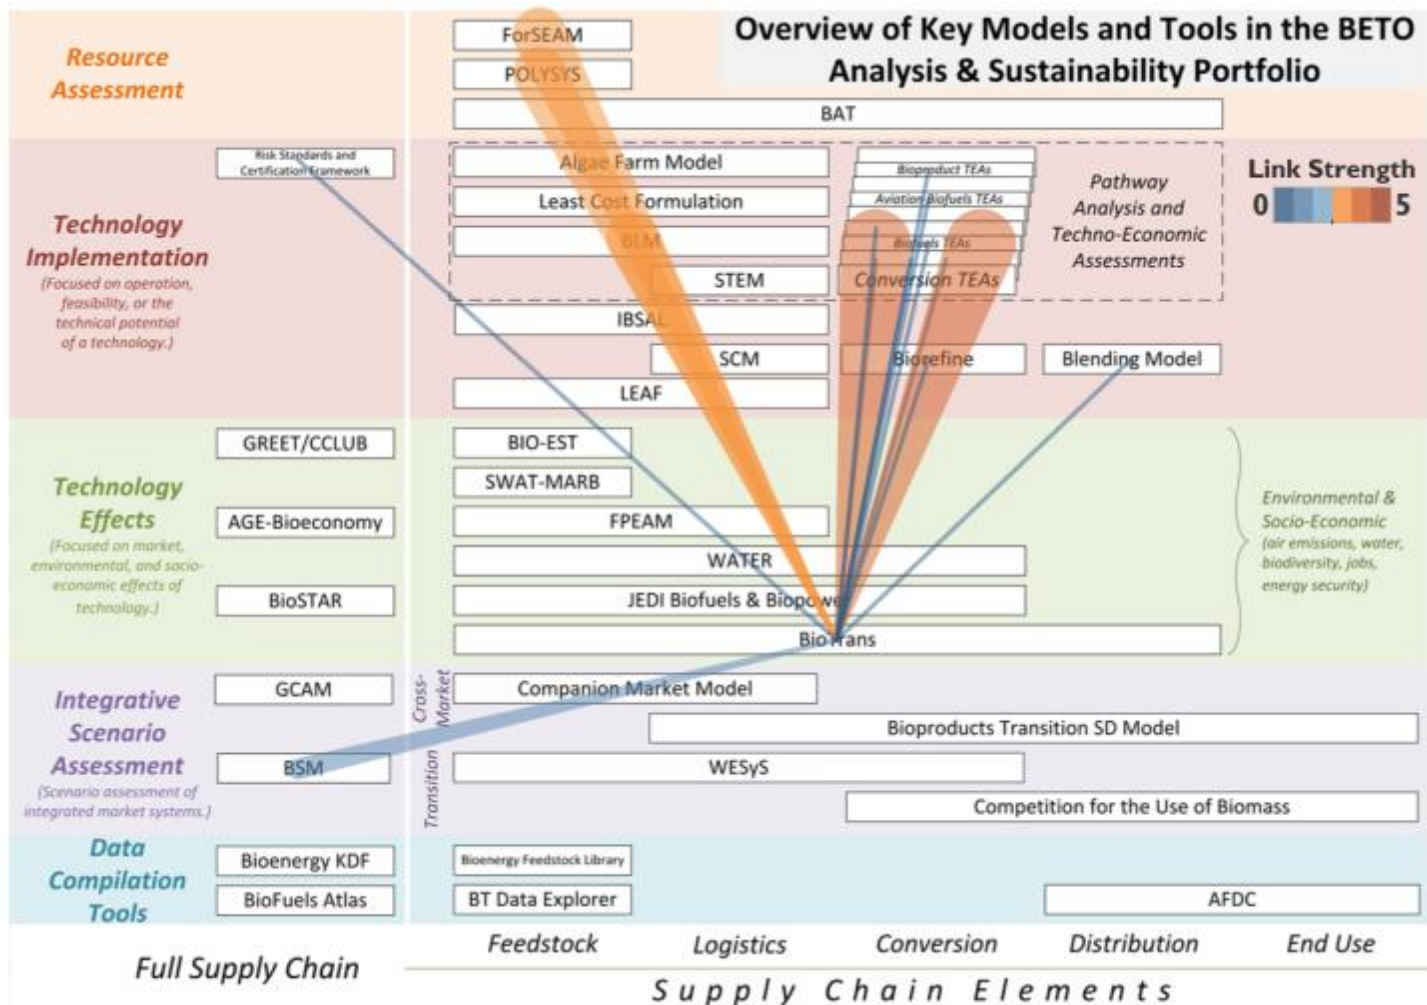 Overview of Key Models and Tools in the BETO
Analysis & Sustainability Portfolio
Resource
Assessment
ForSEAM
POLYSYS
BAT
Technology
Implementation
(Focused on operation,
feasibility, or the
technical potential
of a technology.)
Risk Standards and
Certification Framework
Algae Farm Model
Least Cost Formulation
BLM
STEM
IBSAL
SCM
LEAF
Bioproduct TEAs
Aviation Biofuels TEAs
Biofuels TEAs
Conversion TEAs
Biorefine
Blending Model
Pathway
Analysis and
Techno-Economic
Assessments
Link Strength
0 5
Technology
Effects
(Focused on market,
environmental, and socio-
economic effects of
technology.)
GREET/CCLUB
AGE-Bioeconomy
BioSTAR
BIO-EST
SWAT-MARB
FPEAM
WATER
JEDI Biofuels & Biopower
BioTrans
Environmental &
Socio-Economic
(air emissions, water,
biodiversity, jobs,
energy security)
Integrative
Scenario
Assessment
(Scenario assessment of
integrated market systems.)
GCAM
BSM
Cross-
Market
Transition
Companion Market Model
Bioproducts Transition SD Model
WESyS
Competition for the Use of Biomass
Data
Compilation
Tools
Bioenergy KDF
BioFuels Atlas
Bioenergy Feedstock Library
BT Data Explorer
AFDC
Full Supply Chain
Feedstock Logistics Conversion Distribution End Use
Supply Chain Elements